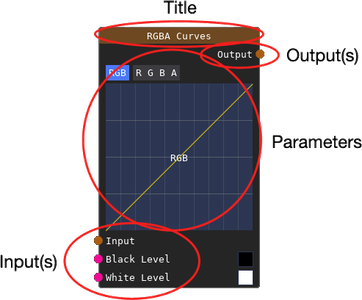 Title
RGBA Curves
Output
Output(s)
RGB R G B A
Parameters
RGB
Input
Input(s)
Black Level
White Level